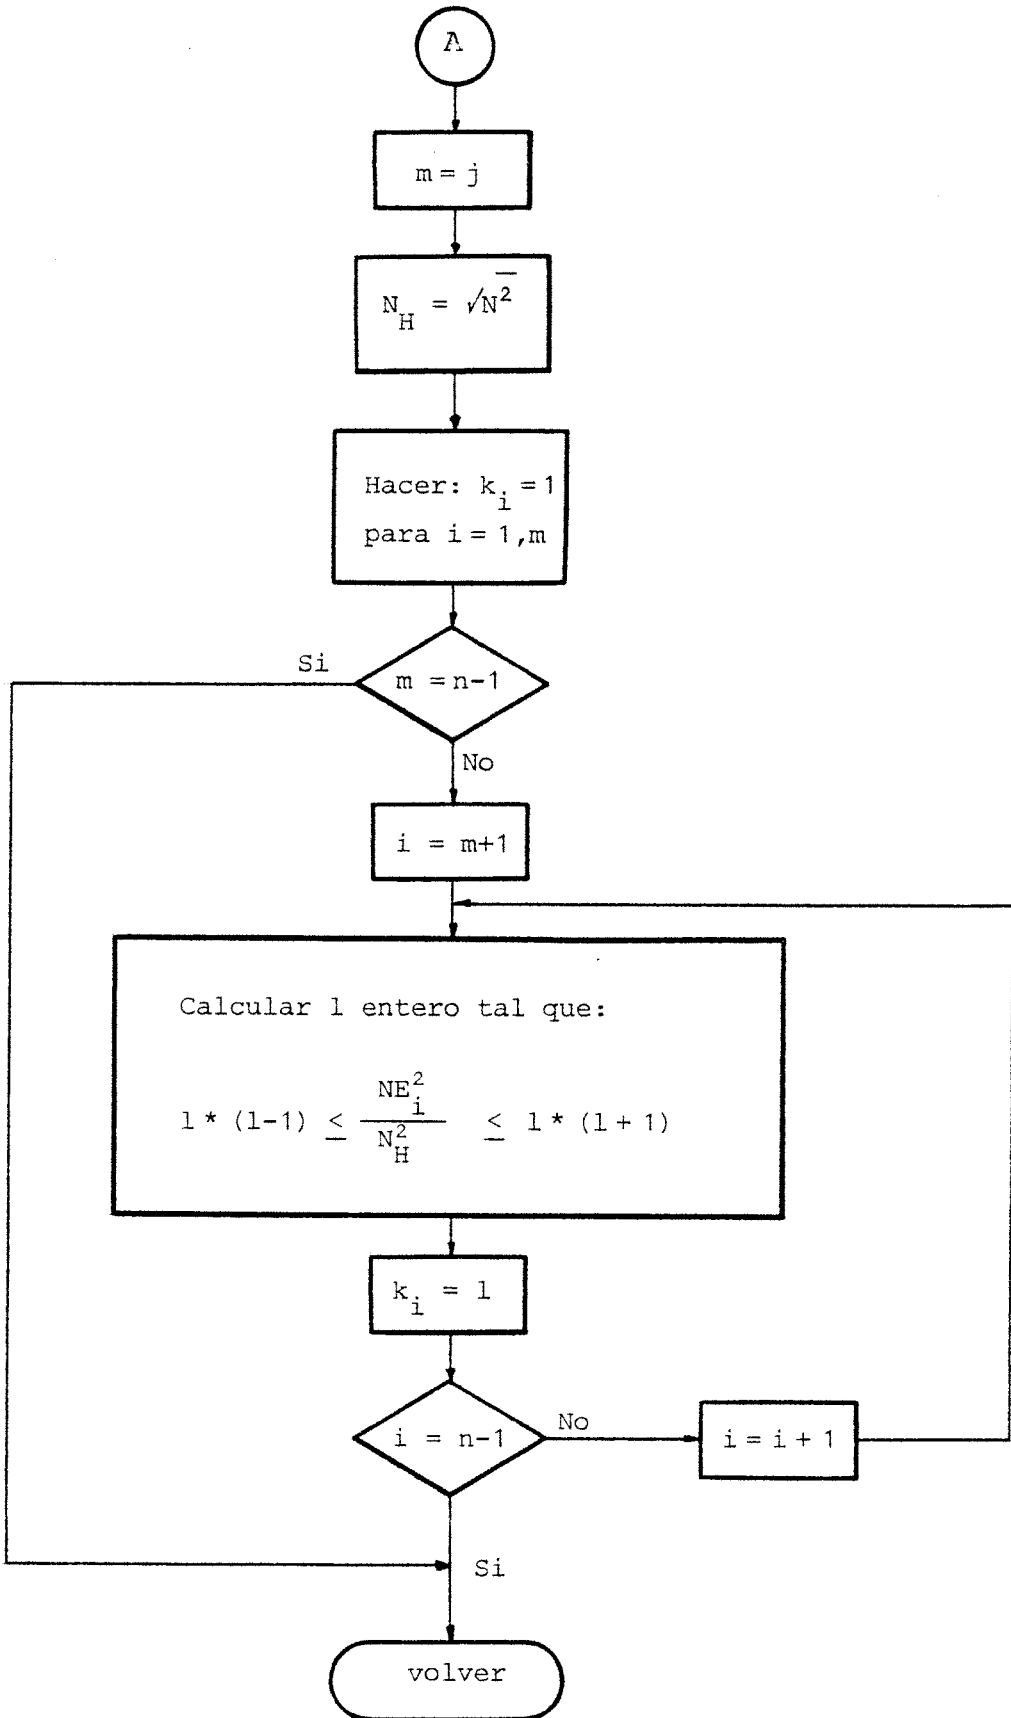 A
m = j
N_H = √N²
Hacer: k_i = 1
para i = 1,m
Si
m = n-1
No
i = m+1
Calcular l entero tal que:
l * (l-1) ≤ NE_i² / N_H² ≤ l * (l + 1)
k_i = l
i = n-1
No
i = i + 1
Si
volver